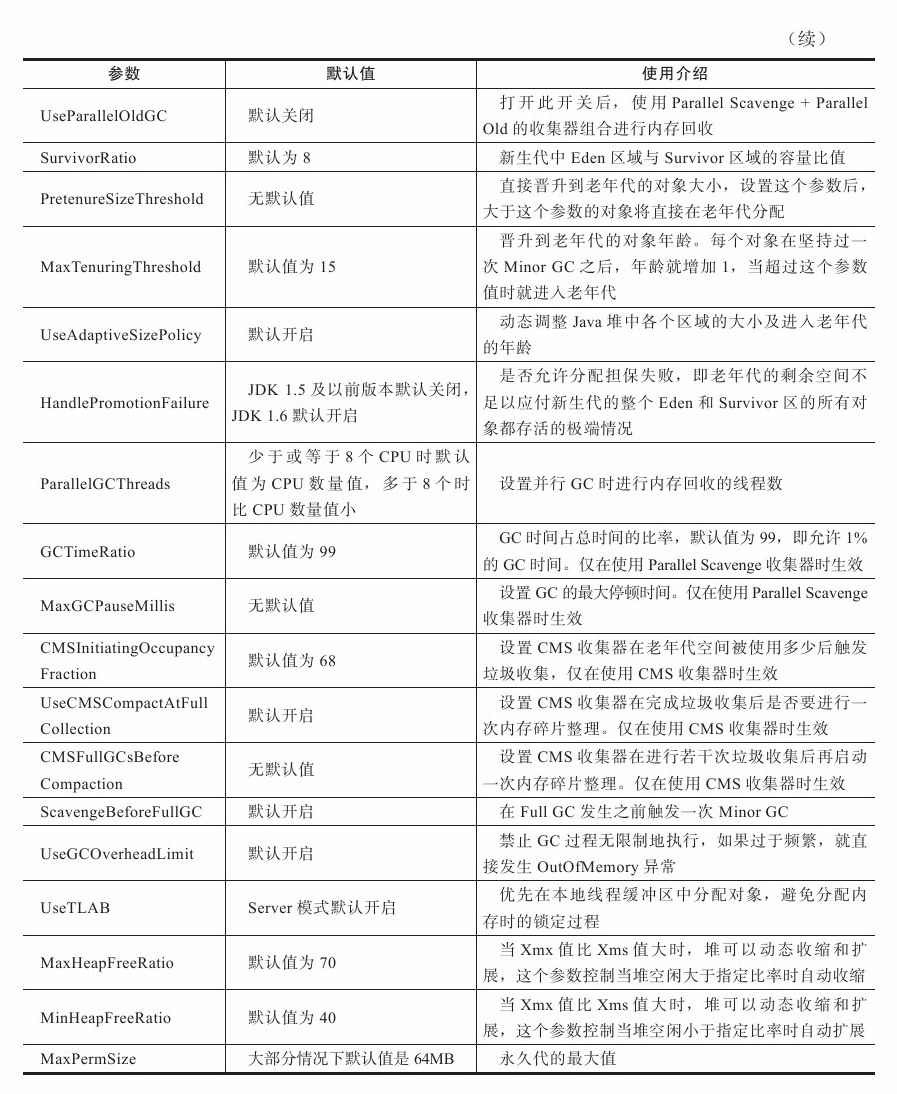 （续）
参数 默认值 使用介绍
UseParallelOldGC 默认关闭 打开此开关后，使用 Parallel Scavenge + Parallel
Old 的收集器组合进行内存回收
SurvivorRatio 默认为 8 新生代中 Eden 区域与 Survivor 区域的容量比值
PretenureSizeThreshold 无默认值 直接晋升到老年代的对象大小，设置这个参数后，
大于这个参数的对象将直接在老年代分配
MaxTenuringThreshold 默认值为 15 晋升到老年代的对象年龄。每个对象在坚持过一
次 Minor GC 之后，年龄就增加 1，当超过这个参数
值时就进入老年代
UseAdaptiveSizePolicy 默认开启 动态调整 Java 堆中各个区域的大小及进入老年代
的年龄
HandlePromotionFailure JDK 1.5 及以前版本默认关闭，
JDK 1.6 默认开启
是否允许分配担保失败，即老年代的剩余空间不
足以应付新生代的整个 Eden 和 Survivor 区的所有对
象都存活的极端情况
ParallelGCThreads 少于或等于 8 个 CPU 时默认
值为 CPU 数量值，多于 8 个时
比 CPU 数量值小
设置并行 GC 时进行内存回收的线程数
GCTimeRatio 默认值为 99 GC 时间占总时间的比率，默认值为 99，即允许 1%
的 GC 时间。仅在使用 Parallel Scavenge 收集器时生效
MaxGCPauseMillis 无默认值 设置 GC 的最大停顿时间。仅在使用 Parallel Scavenge
收集器时生效
CMSInitiatingOccupancy
Fraction
默认值为 68 设置 CMS 收集器在老年代空间被使用多少后触发
垃圾收集，仅在使用 CMS 收集器时生效
UseCMSCompactAtFull
Collection
默认开启 设置 CMS 收集器在完成垃圾收集后是否要进行一
次内存碎片整理。仅在使用 CMS 收集器时生效
CMSFullGCsBefore
Compaction
无默认值 设置 CMS 收集器在进行若干次垃圾收集后再启动
一次内存碎片整理。仅在使用 CMS 收集器时生效
ScavengeBeforeFullGC 默认开启 在 Full GC 发生之前触发一次 Minor GC
UseGCOverheadLimit 默认开启 禁止 GC 过程无限制地执行，如果过于频繁，就直
接发生 OutOfMemory 异常
UseTLAB Server 模式默认开启 优先在本地线程缓冲区中分配对象，避免分配内
存时的锁定过程
MaxHeapFreeRatio 默认值为 70 当 Xmx 值比 Xms 值大时，堆可以动态收缩和扩
展，这个参数控制当堆空闲大于指定比率时自动收缩
MinHeapFreeRatio 默认值为 40 当 Xmx 值比 Xms 值大时，堆可以动态收缩和扩
展，这个参数控制当堆空闲小于指定比率时自动扩展
MaxPermSize 大部分情况下默认值是 64MB 永久代的最大值